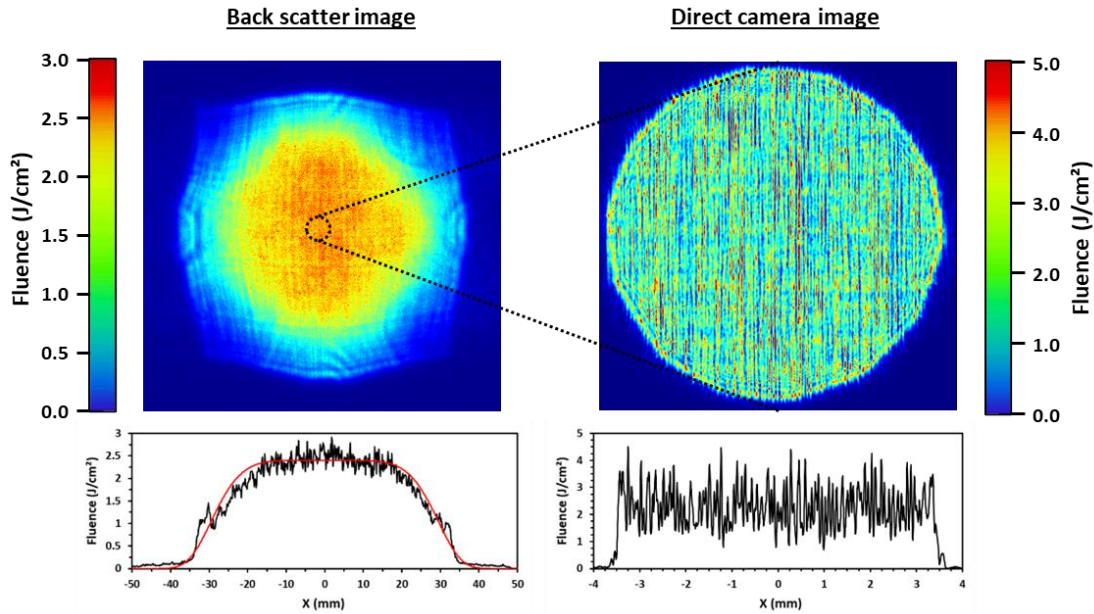 Back scatter image
Direct camera image
3.0
2.5
2.0
1.5
1.0
0.5
0.0
Fluence (J/cm²)
5.0
4.0
3.0
2.0
1.0
0.0
Fluence (J/cm²)
3
2.5
2
1.5
1
0.5
0
Fluence (J/cm²)
-50 -40 -30 -20 -10 0 10 20 30 40 50
X (mm)
5
4
3
2
1
0
Fluence (J/cm²)
-4 -3 -2 -1 0 1 2 3 4
X (mm)